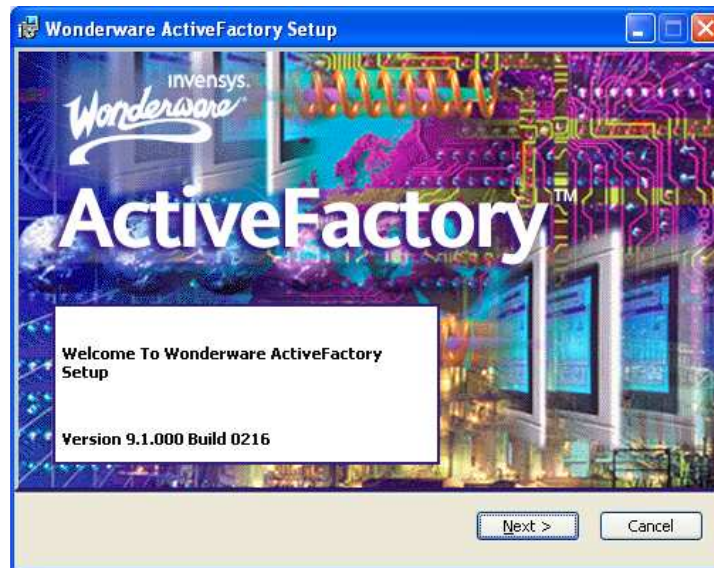 Wonderware ActiveFactory Setup
invensys.
Wonderware
ActiveFactory™
Welcome To Wonderware ActiveFactory
Setup
Version 9.1.000 Build 0216
Next >
Cancel